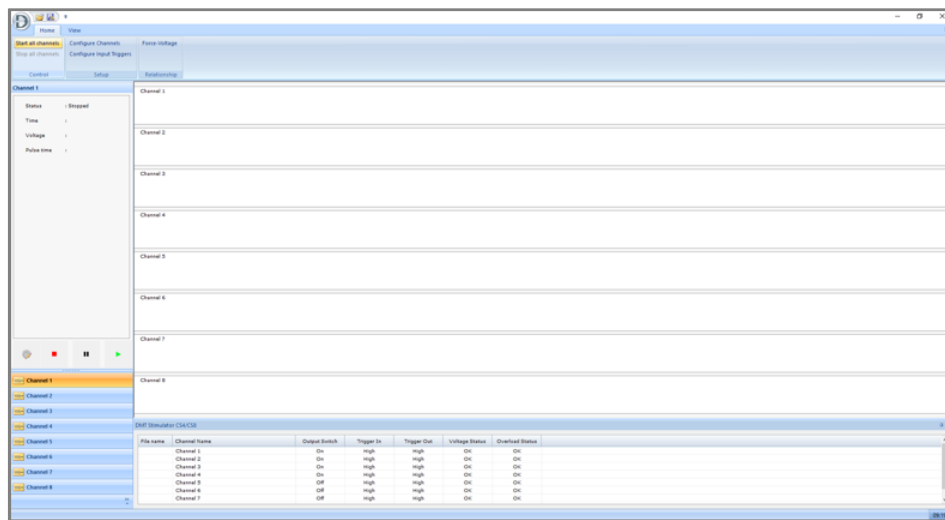 D
Home View
Start all channels Configure Channels Force-Voltage
Stop all channels Configure Input Triggers
Control Setup Relationship
Channel 1
Status : Stopped
Time :
Voltage :
Pulse time :
Channel 1
Channel 2
Channel 3
Channel 4
Channel 5
Channel 6
Channel 7
Channel 8
Channel 1
Channel 2
Channel 3
Channel 4
Channel 5
Channel 6
Channel 7
Channel 8
DMT Stimulator CS4/CS8
File name Channel Name Output Switch Trigger In Trigger Out Voltage Status Overload Status
Channel 1 On High High OK OK
Channel 2 On High High OK OK
Channel 3 On High High OK OK
Channel 4 On High High OK OK
Channel 5 Off High High OK OK
Channel 6 Off High High OK OK
Channel 7 Off High High OK OK